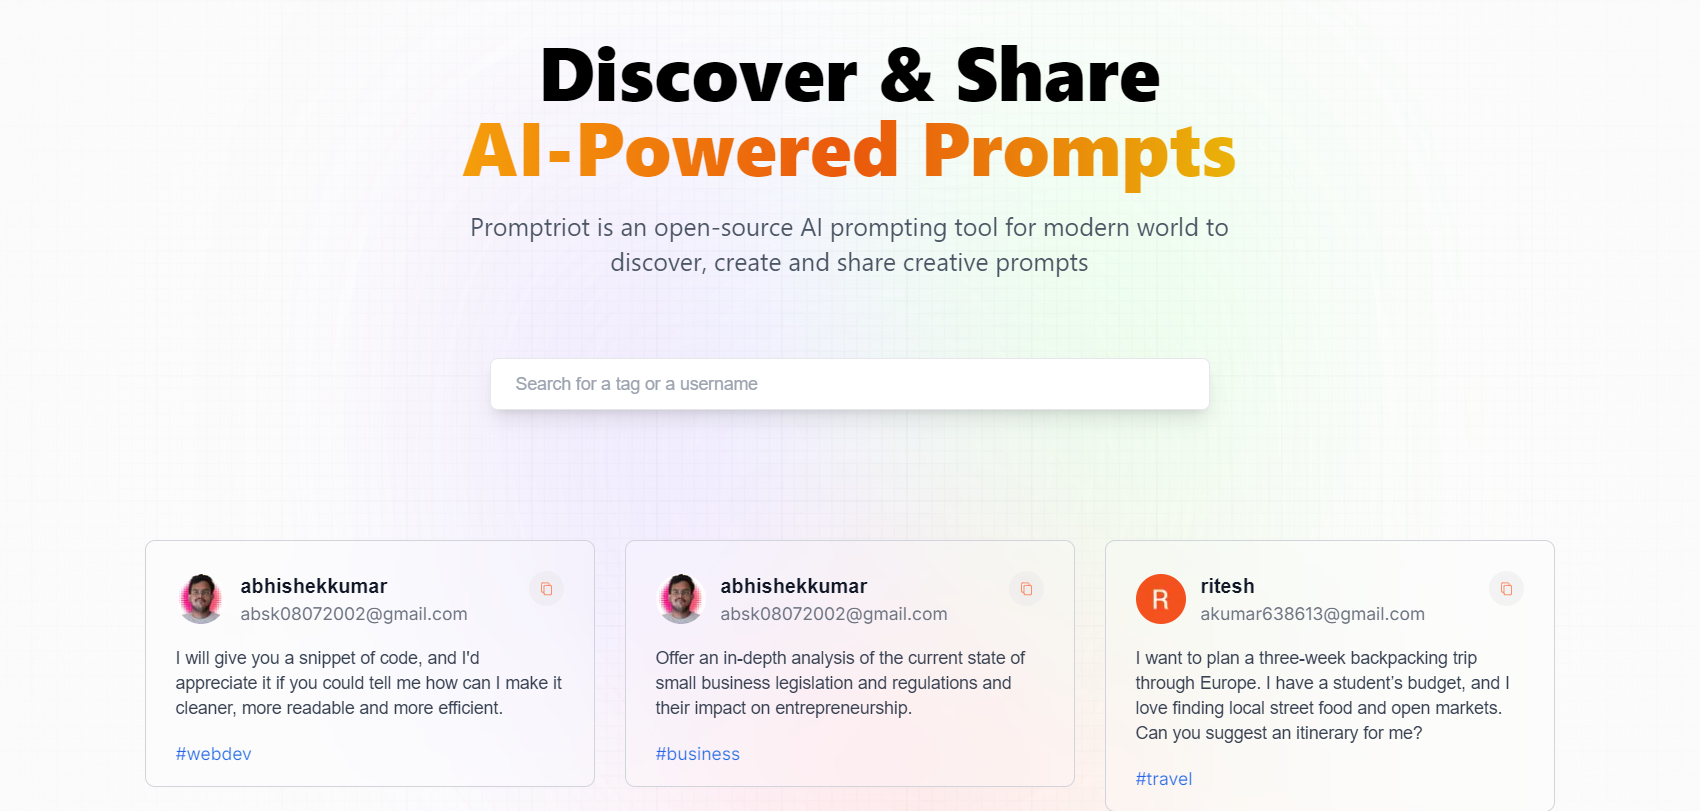 Discover & Share
AI-Powered Prompts
Promptriot is an open-source AI prompting tool for modern world to
discover, create and share creative prompts
Search for a tag or a username
abhishekkumar
absk08072002@gmail.com
I will give you a snippet of code, and I'd
appreciate it if you could tell me how can I make it
cleaner, more readable and more efficient.
#webdev
abhishekkumar
absk08072002@gmail.com
Offer an in-depth analysis of the current state of
small business legislation and regulations and
their impact on entrepreneurship.
#business
R
ritesh
akumar638613@gmail.com
I want to plan a three-week backpacking trip
through Europe. I have a student’s budget, and I
love finding local street food and open markets.
Can you suggest an itinerary for me?
#travel